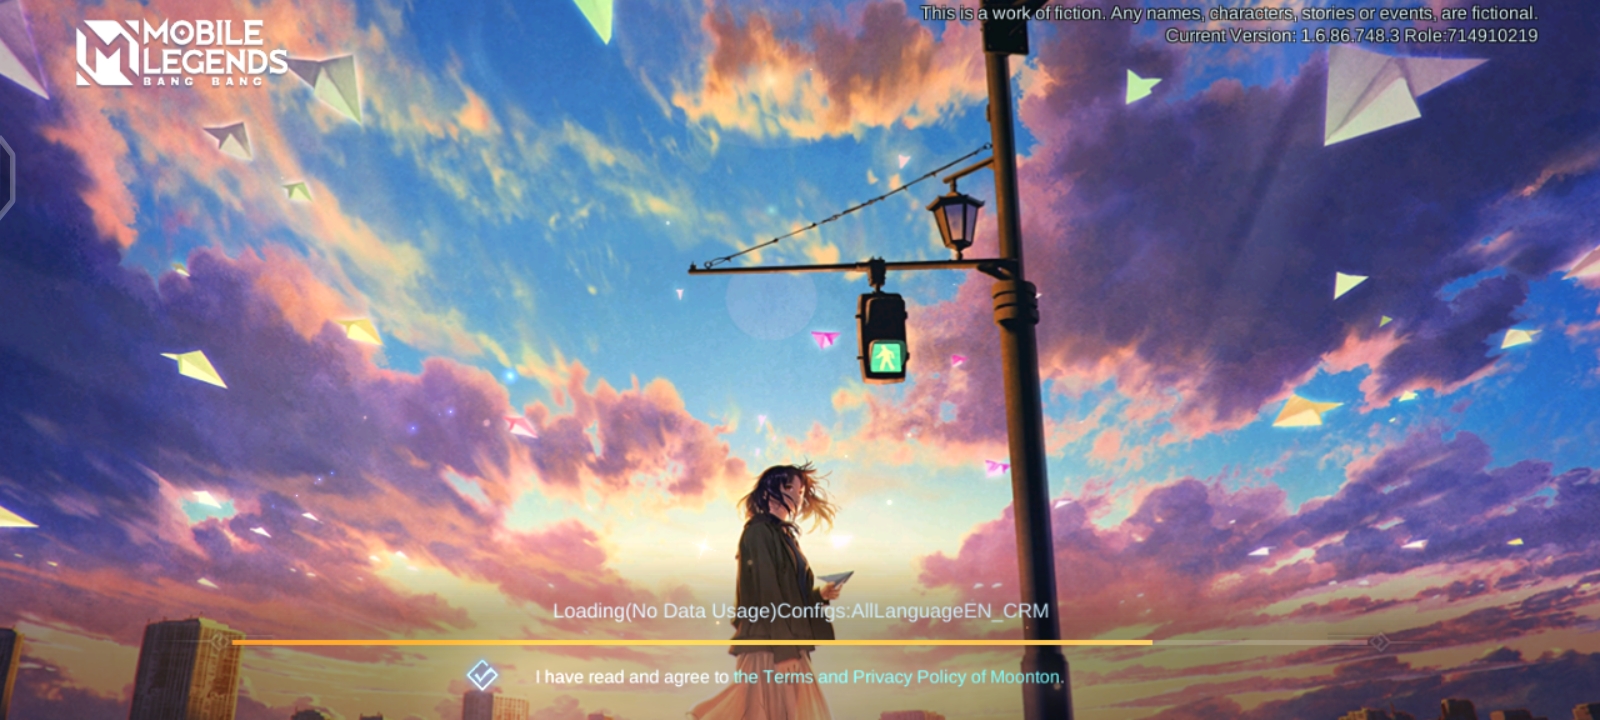 MOBILE
LEGENDS
BANG BANG
This is a work of fiction. Any names, characters, stories or events, are fictional.
Current Version: 1.6.86.748.3 Role:714910219
Loading(No Data Usage)Configs:AllLanguageEN_CRM
I have read and agree to the Terms and Privacy Policy of Moonton.